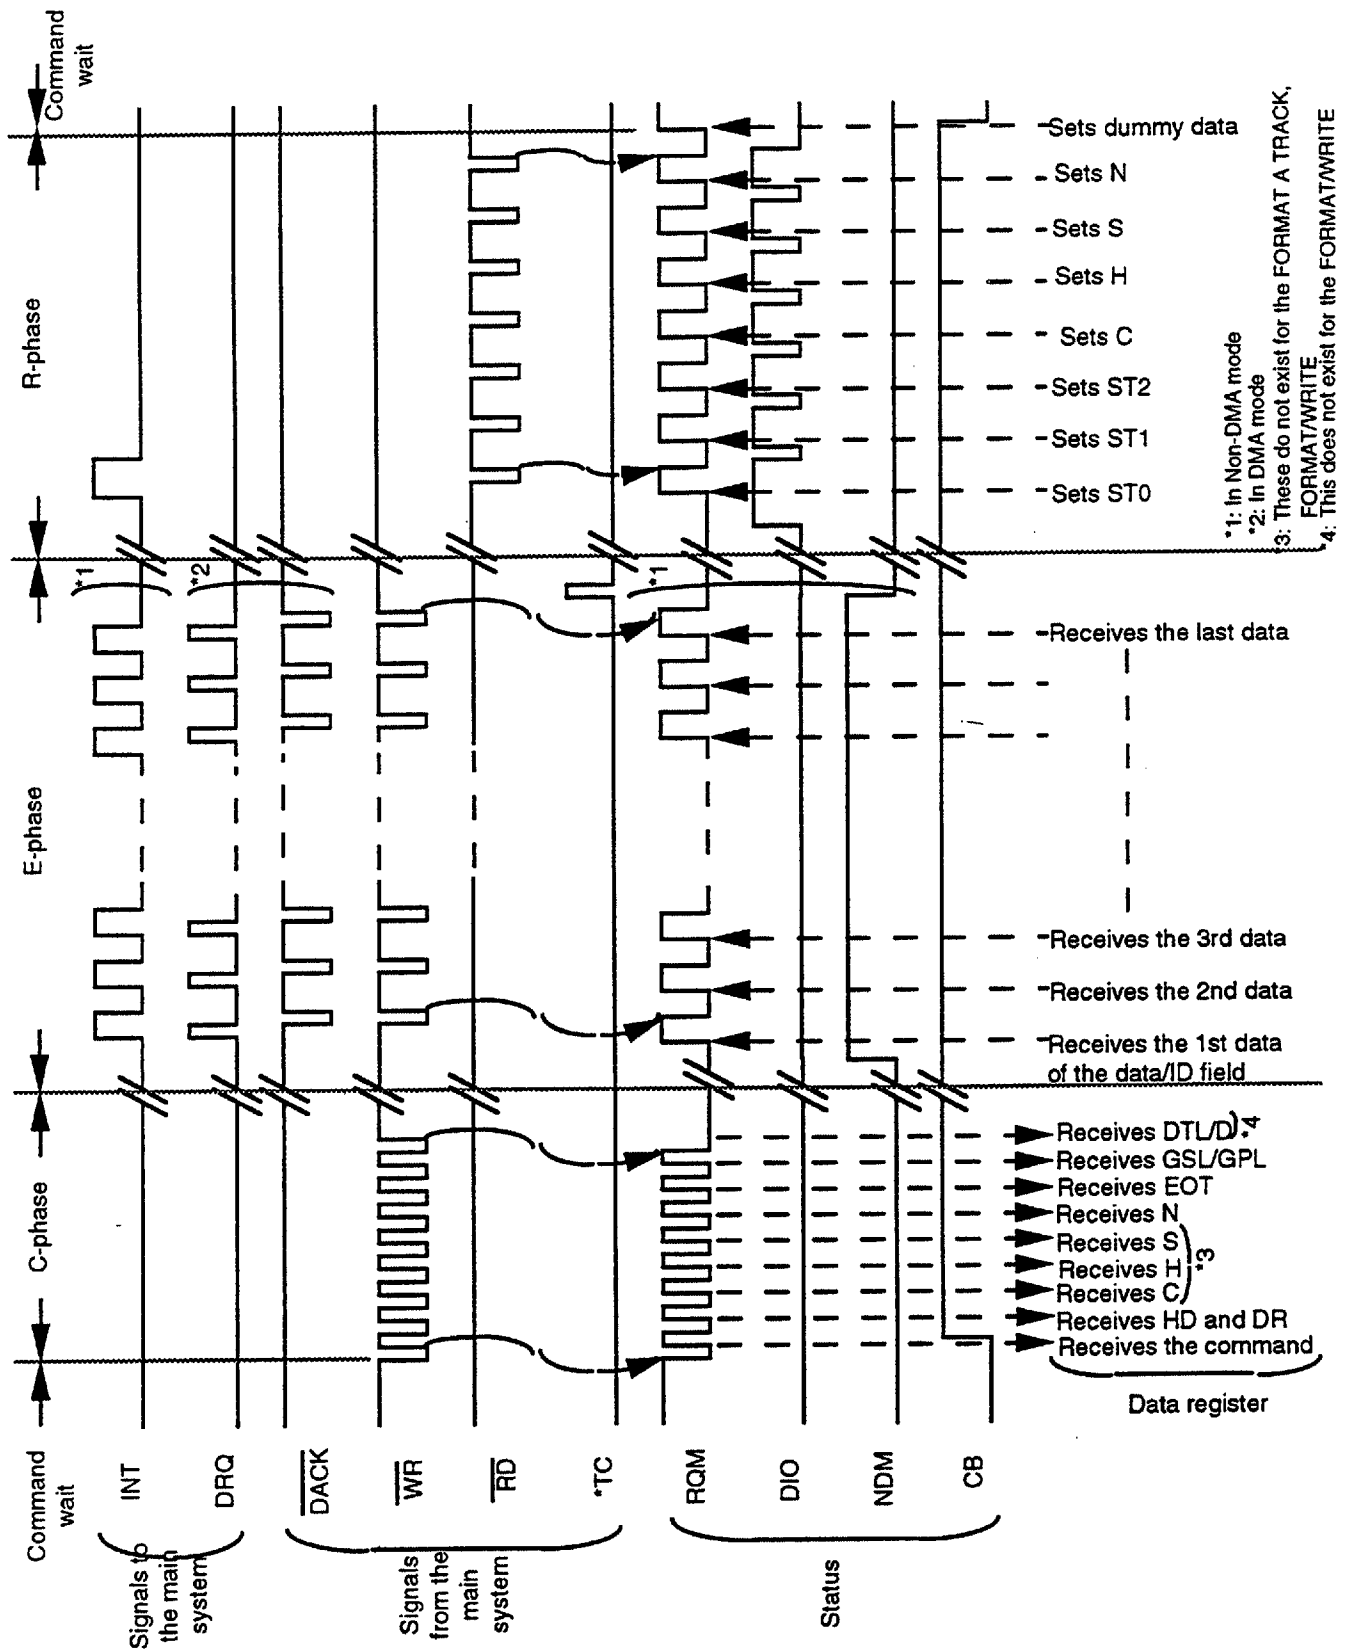 Command
wait
C-phase
E-phase
R-phase
Command
wait
Signals to
the main
system
INT
DRQ
*1
*2
Signals
from the
main
system
DACK
WR
RD
*TC
*1
Status
RQM
DIO
NDM
CB
Data register
Receives the command
Receives HD and DR
Receives C
Receives H
Receives S
*3
Receives N
Receives EOT
Receives GSL/GPL
Receives DTL/D
*4
Receives the 1st data
of the data/ID field
Receives the 2nd data
Receives the 3rd data
Receives the last data
Sets ST0
Sets ST1
Sets ST2
Sets C
Sets H
Sets S
Sets N
Sets dummy data
*1: In Non-DMA mode
*2: In DMA mode
*3: These do not exist for the FORMAT A TRACK,
FORMAT/WRITE
*4: This does not exist for the FORMAT/WRITE